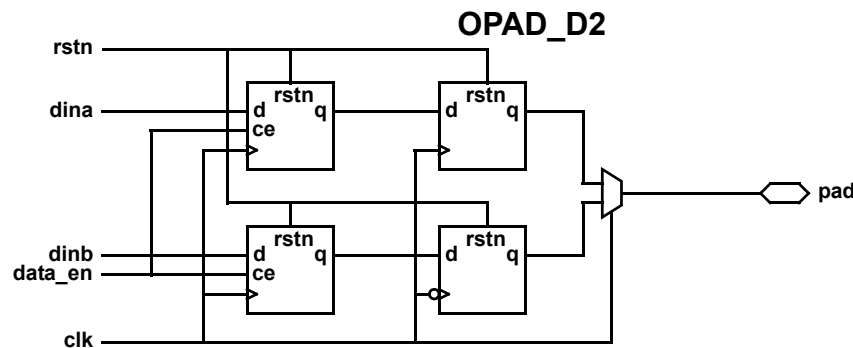 OPAD_D2
rstn
rstn rstn
dina d q d q
ce
pad
rstn rstn
dinb d q d q
data_en ce
clk